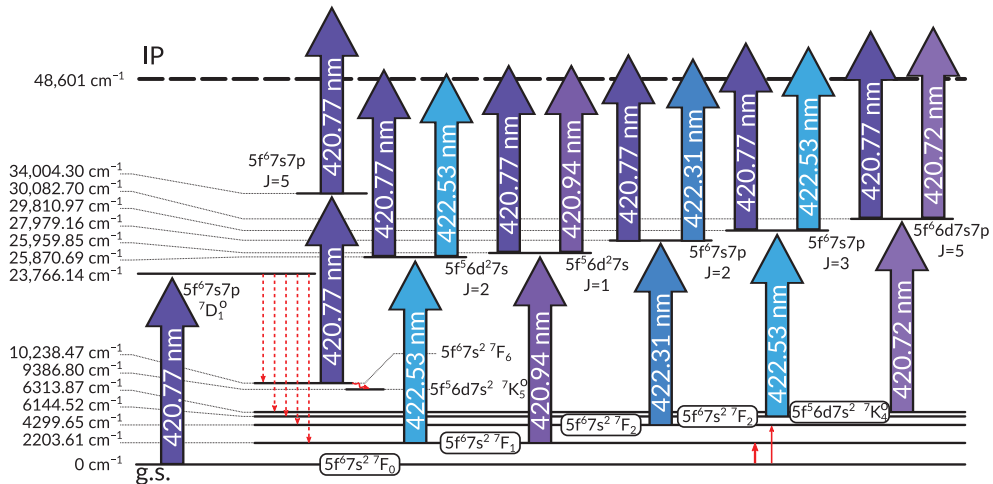 IP
48,601 cm⁻¹
34,004.30 cm⁻¹
30,082.70 cm⁻¹
29,810.97 cm⁻¹
27,979.16 cm⁻¹
25,959.85 cm⁻¹
25,870.69 cm⁻¹
23,766.14 cm⁻¹
10,238.47 cm⁻¹
9386.80 cm⁻¹
6313.87 cm⁻¹
6144.52 cm⁻¹
4299.65 cm⁻¹
2203.61 cm⁻¹
0 cm⁻¹
g.s.
420.77 nm
420.77 nm
422.53 nm
420.77 nm
420.94 nm
420.77 nm
422.31 nm
420.77 nm
422.53 nm
420.77 nm
420.72 nm
5f⁶7s7p
J=5
5f⁵6d²7s
J=2
5f⁵6d²7s
J=1
5f⁶7s7p
J=2
5f⁶7s7p
J=3
5f⁶6d7s7p
J=5
5f⁶7s7p
⁷D₁°
420.77 nm
420.77 nm
422.53 nm
420.94 nm
422.31 nm
422.53 nm
420.72 nm
5f⁶7s² ⁷F₆
5f⁵6d7s² ⁷K₅°
5f⁶7s² ⁷F₀
5f⁶7s² ⁷F₁
5f⁶7s² ⁷F₂
5f⁶7s² ⁷F₂
5f⁵6d7s² ⁷K₄°